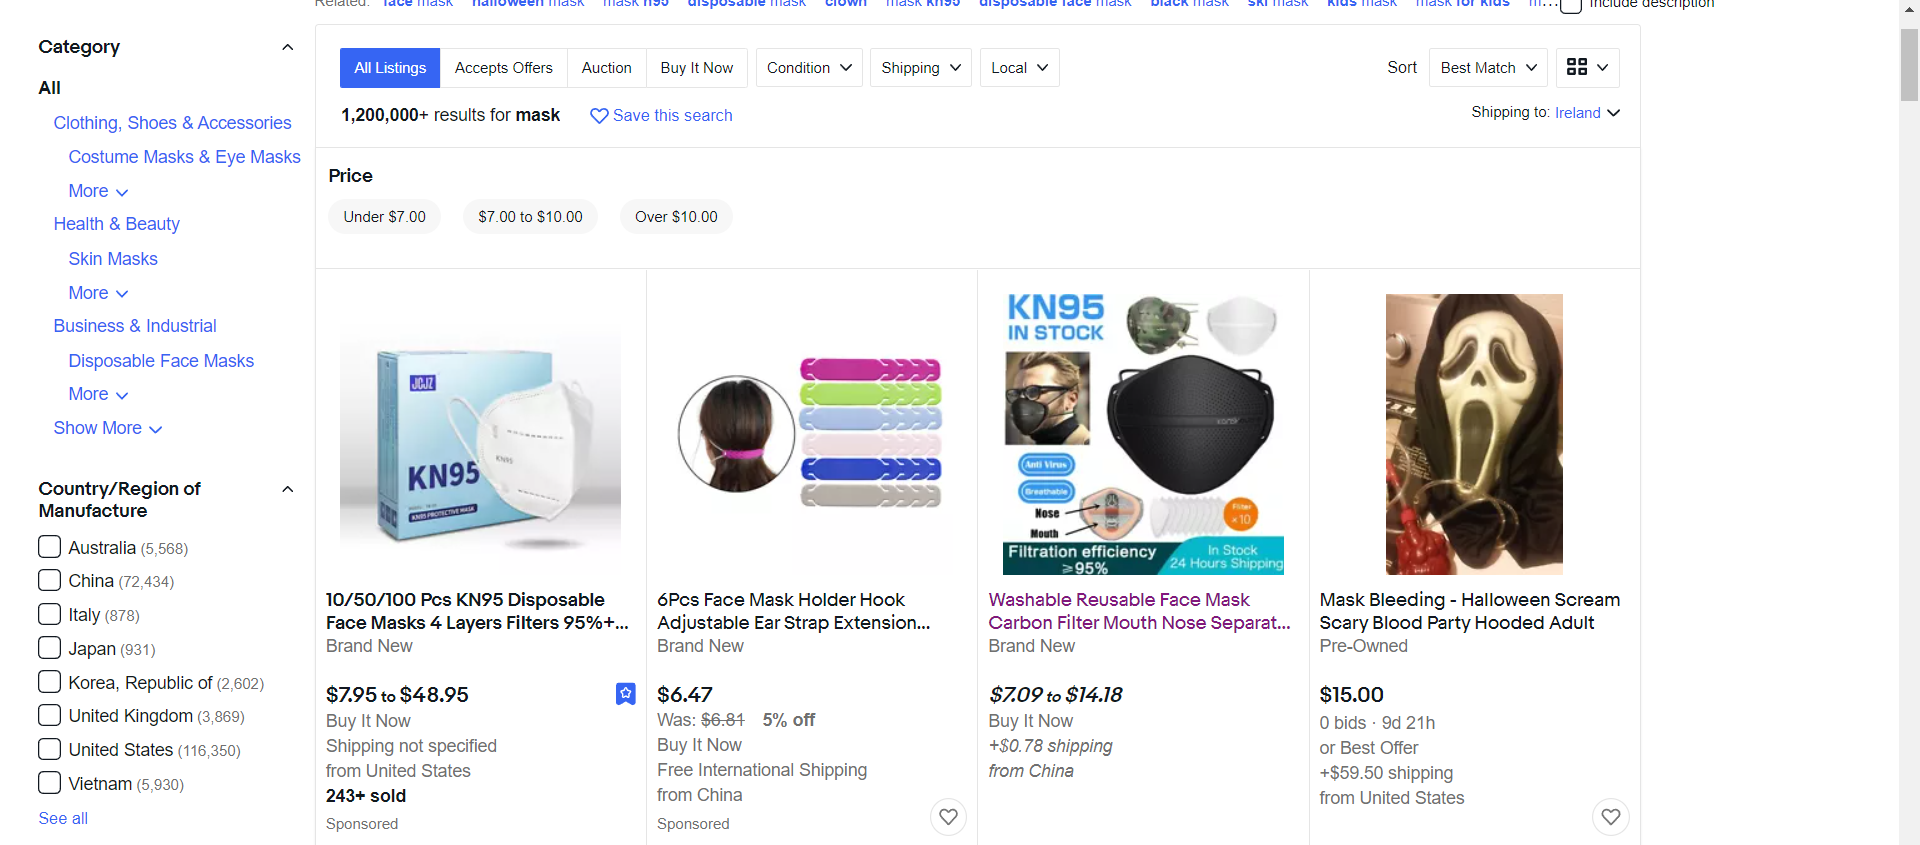 Related: face mask halloween mask mask n95 disposable mask clown mask kn95 disposable face mask black mask ski mask kids mask mask for kids m... Include description
Category
All
Clothing, Shoes & Accessories
Costume Masks & Eye Masks
More
Health & Beauty
Skin Masks
More
Business & Industrial
Disposable Face Masks
More
Show More
Country/Region of
Manufacture
Australia (5,568)
China (72,434)
Italy (878)
Japan (931)
Korea, Republic of (2,602)
United Kingdom (3,869)
United States (116,350)
Vietnam (5,930)
See all
All Listings Accepts Offers Auction Buy It Now Condition Shipping Local Sort Best Match
1,200,000+ results for mask Save this search Shipping to: Ireland
Price
Under $7.00 $7.00 to $10.00 Over $10.00
JCJZ
KN95
KN95 PROTECTIVE MASK
KN95
10/50/100 Pcs KN95 Disposable
Face Masks 4 Layers Filters 95%+...
Brand New
$7.95 to $48.95
Buy It Now
Shipping not specified
from United States
243+ sold
Sponsored
6Pcs Face Mask Holder Hook
Adjustable Ear Strap Extension...
Brand New
$6.47
Was: $6.81 5% off
Buy It Now
Free International Shipping
from China
Sponsored
KN95
IN STOCK
Anti Virus
Breathable
Nose
Mouth
Filter
×10
Filtration efficiency
≥95%
In Stock
24 Hours Shipping
Washable Reusable Face Mask
Carbon Filter Mouth Nose Separat...
Brand New
$7.09 to $14.18
Buy It Now
+$0.78 shipping
from China
Mask Bleeding - Halloween Scream
Scary Blood Party Hooded Adult
Pre-Owned
$15.00
0 bids · 9d 21h
or Best Offer
+$59.50 shipping
from United States